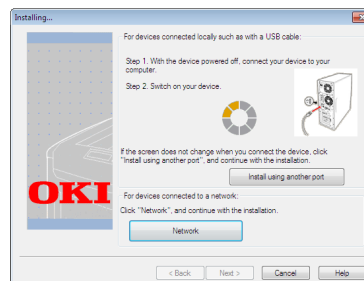 Installing...
For devices connected locally such as with a USB cable:
Step 1. With the device powered off, connect your device to your
computer.
Step 2. Switch on your device.
If the screen does not change when you connect the device, click
"Install using another port", and continue with the installation.
Install using another port
OKI
For devices connected to a network:
Click "Network", and continue with the installation.
Network
< Back
Next >
Cancel
Help